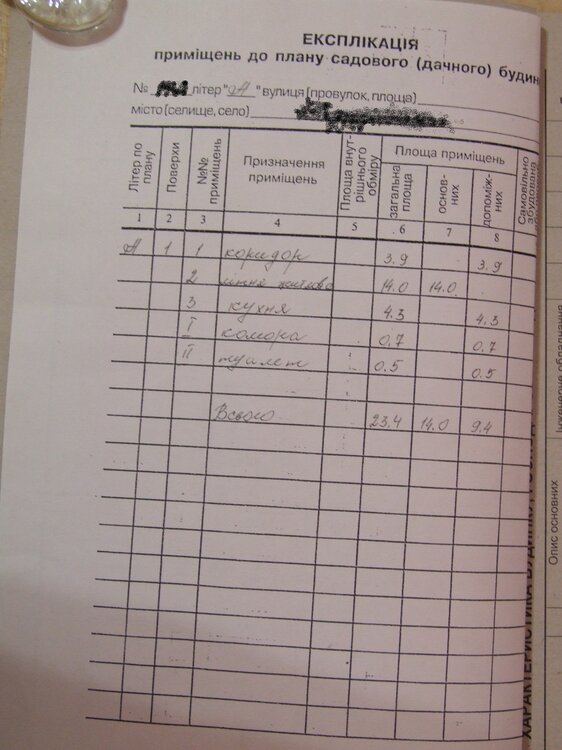 ЕКСПЛІКАЦІЯ
приміщень до плану садового (дачного) будин
№ літер "А" вулиця (провулок, площа)
місто (селище, село)
Літер по плану Поверхи №№ приміщень Призначення приміщень Площа внутрішнього обміру Площа приміщень Самовільно збудована
загальна площа основних допоміжних
1 2 3 4 5 6 7 8
А 1 1 коридор 3.9 3.9
2 літня житлова 14.0 14.0
3 кухня 4.3 4.3
I комора 0.7 0.7
II туалет 0.5 0.5
Всього 23.4 14.0 9.4
Опис основних
ХАРАКТЕРИСТИКА БУДИНКУ